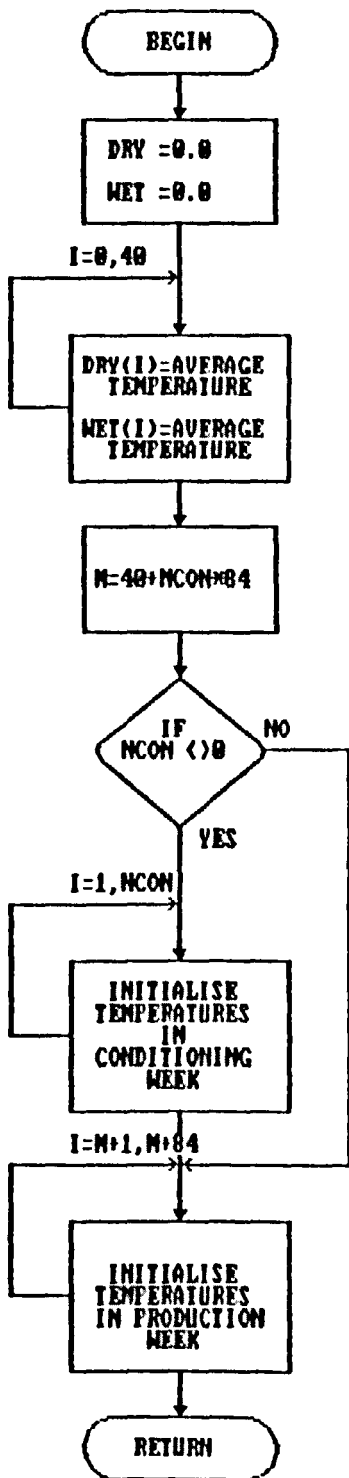 BEGIN
DRY =0.0
WET =0.0
I=0,40
DRY(I)=AVERAGE
TEMPERATURE
WET(I)=AVERAGE
TEMPERATURE
M=40+NCON*84
IF
NCON <>0
NO
YES
I=1,NCON
INITIALISE
TEMPERATURES
IN
CONDITIONING
WEEK
I=M+1,M+84
INITIALISE
TEMPERATURES
IN PRODUCTION
WEEK
RETURN